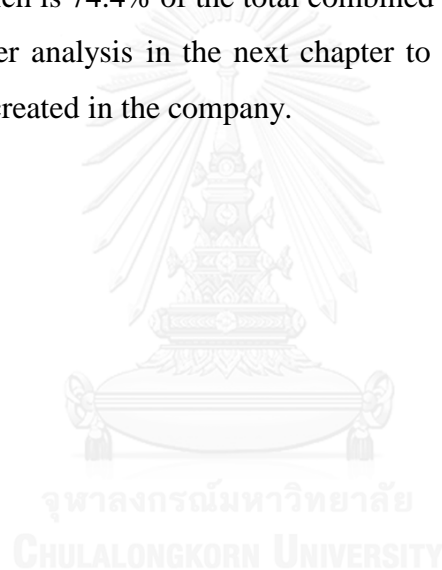 ch is 74.4% of the total combined
er analysis in the next chapter to
created in the company.
จุฬาลงกรณ์มหาวิทยาลัย
CHULALONGKORN UNIVERSITY